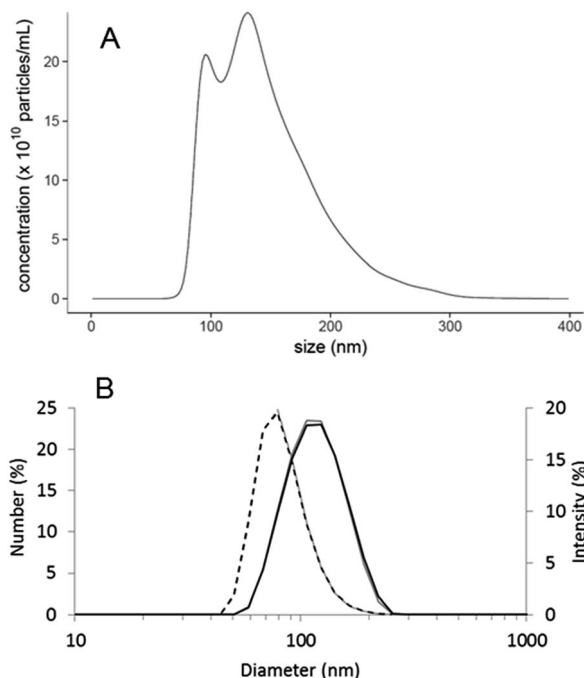 A
concentration (x 10¹⁰ particles/mL)
20
15
10
5
0
0 100 200 300 400
size (nm)
B
Number (%)
25
20
15
10
5
0
20
15
10
5
0
Intensity (%)
10 100 1000
Diameter (nm)